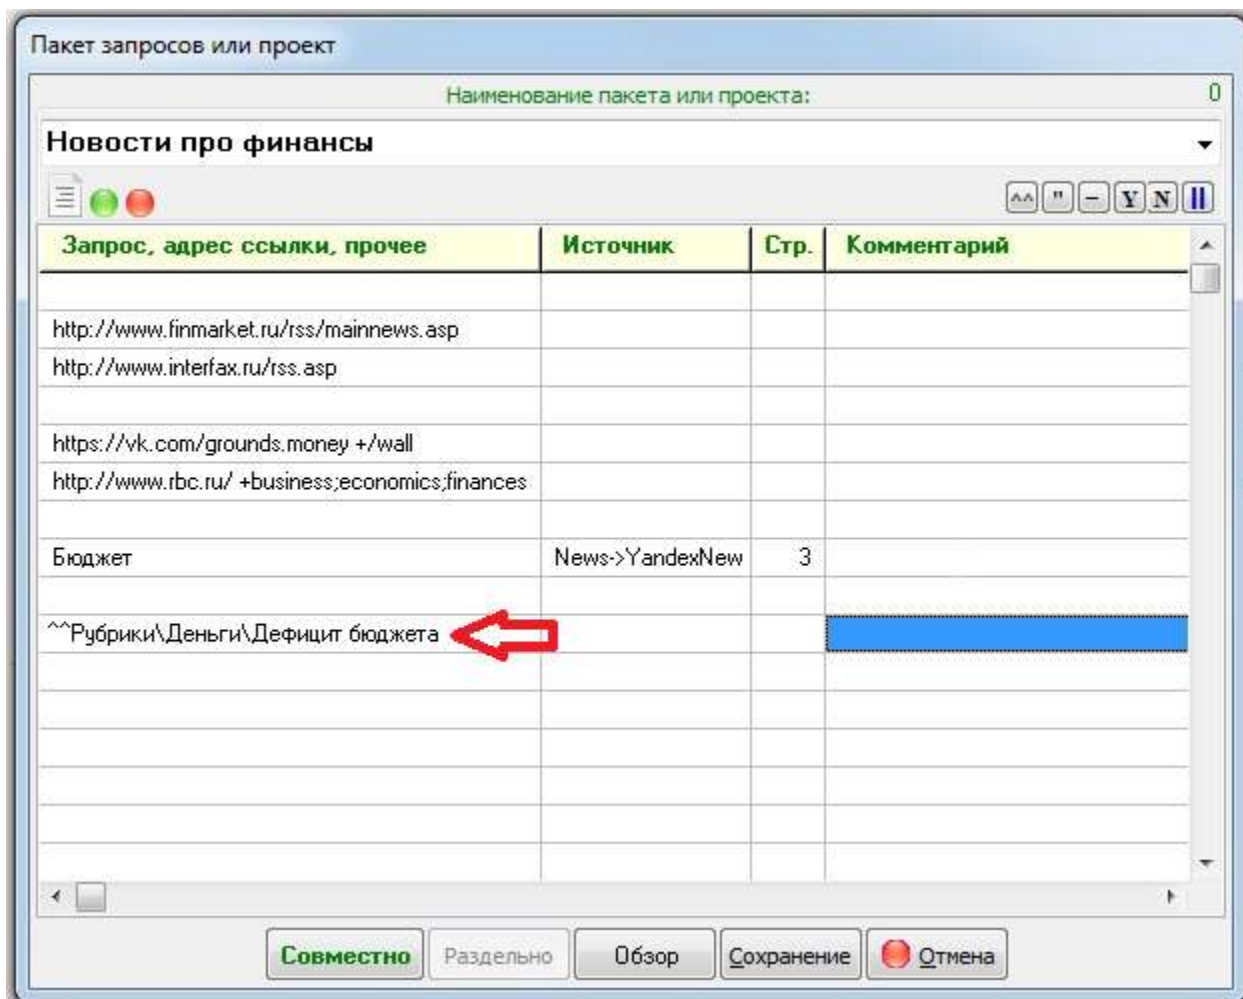 Пакет запросов или проект
Наименование пакета или проекта: 0
Новости про финансы
^^ " - Y N ||
Запрос, адрес ссылки, прочее Источник Стр. Комментарий
http://www.finmarket.ru/rss/mainnews.asp
http://www.interfax.ru/rss.asp
https://vk.com/grounds.money +/wall
http://www.rbc.ru/ +business;economics;finances
Бюджет News->YandexNew 3
^^Рубрики\Деньги\Дефицит бюджета
Совместно Раздельно Обзор Сохранение Отмена